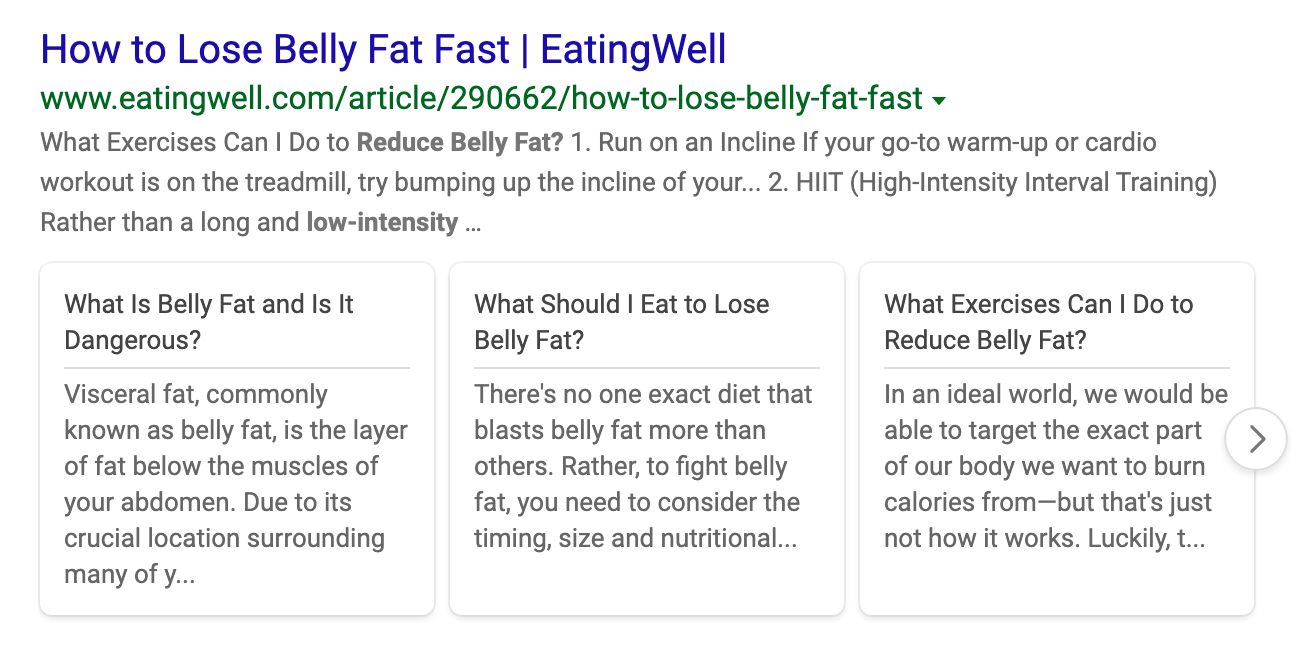 How to Lose Belly Fat Fast | EatingWell
www.eatingwell.com/article/290662/how-to-lose-belly-fat-fast
What Exercises Can I Do to Reduce Belly Fat? 1. Run on an Incline If your go-to warm-up or cardio
workout is on the treadmill, try bumping up the incline of your... 2. HIIT (High-Intensity Interval Training)
Rather than a long and low-intensity ...
What Is Belly Fat and Is It
Dangerous?
Visceral fat, commonly
known as belly fat, is the layer
of fat below the muscles of
your abdomen. Due to its
crucial location surrounding
many of y...
What Should I Eat to Lose
Belly Fat?
There's no one exact diet that
blasts belly fat more than
others. Rather, to fight belly
fat, you need to consider the
timing, size and nutritional...
What Exercises Can I Do to
Reduce Belly Fat?
In an ideal world, we would be
able to target the exact part
of our body we want to burn
calories from—but that's just
not how it works. Luckily, t...